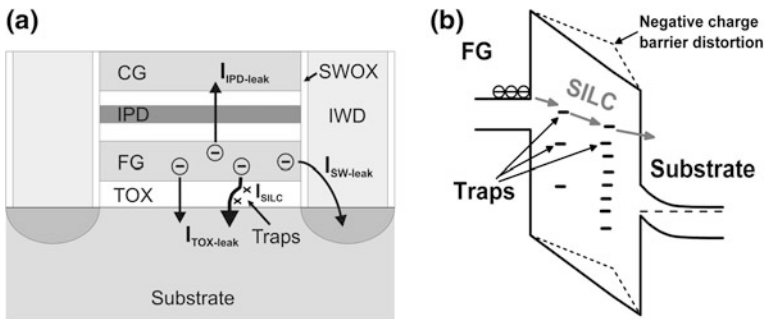 (a)
CG
I IPD-leak
SWOX
IPD
IWD
FG
I SW-leak
TOX
I SILC
I TOX-leak
Traps
Substrate
(b)
Negative charge
barrier distortion
FG
SILC
Traps
Substrate